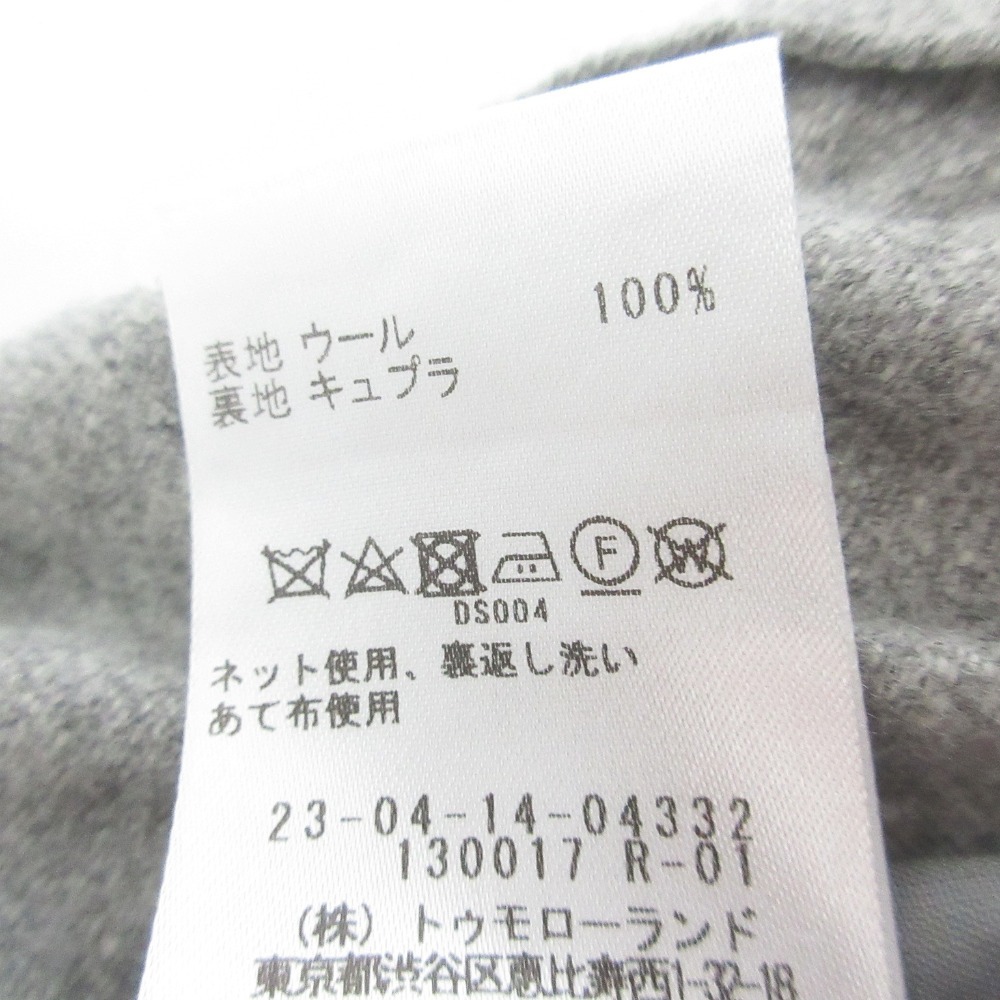 表地 ウール 100%
裏地 キュプラ
F W
DS004
ネット使用、裏返し洗い
あて布使用
23-04-14-04332
130017 R-01
(株) トゥモローランド
東京都渋谷区恵比寿西1-32-18